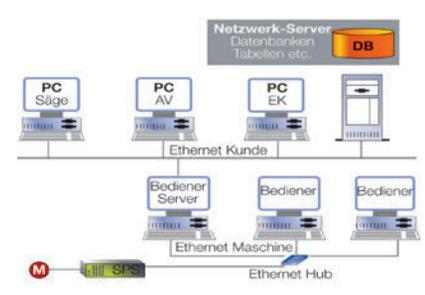 Netzwerk-Server
Datenbanken
Tabellen etc.
DB
PC
Säge
PC
AV
PC
EK
Ethernet Kunde
Bediener
Server
Bediener
Bediener
Ethernet Maschine
Ethernet Hub
M
SPS